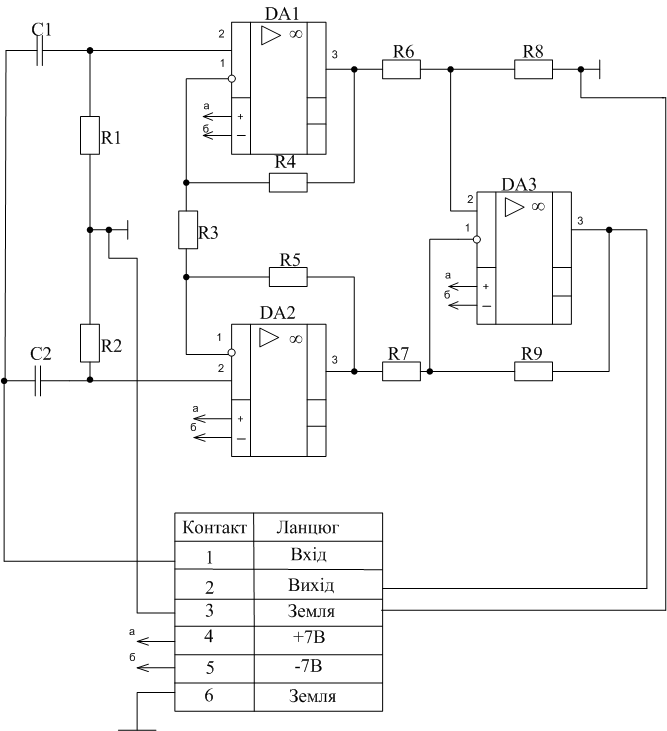 C1
DA1
2
∞
3
1
R6
R8
а
+
б
−
R1
R4
DA3
2
∞
3
1
R3
R5
а
+
б
−
DA2
1
∞
R2
C2
2
3
R7
R9
а
+
б
−
Контакт Ланцюг
1 Вхід
2 Вихід
3 Земля
а 4 +7В
б 5 -7В
6 Земля